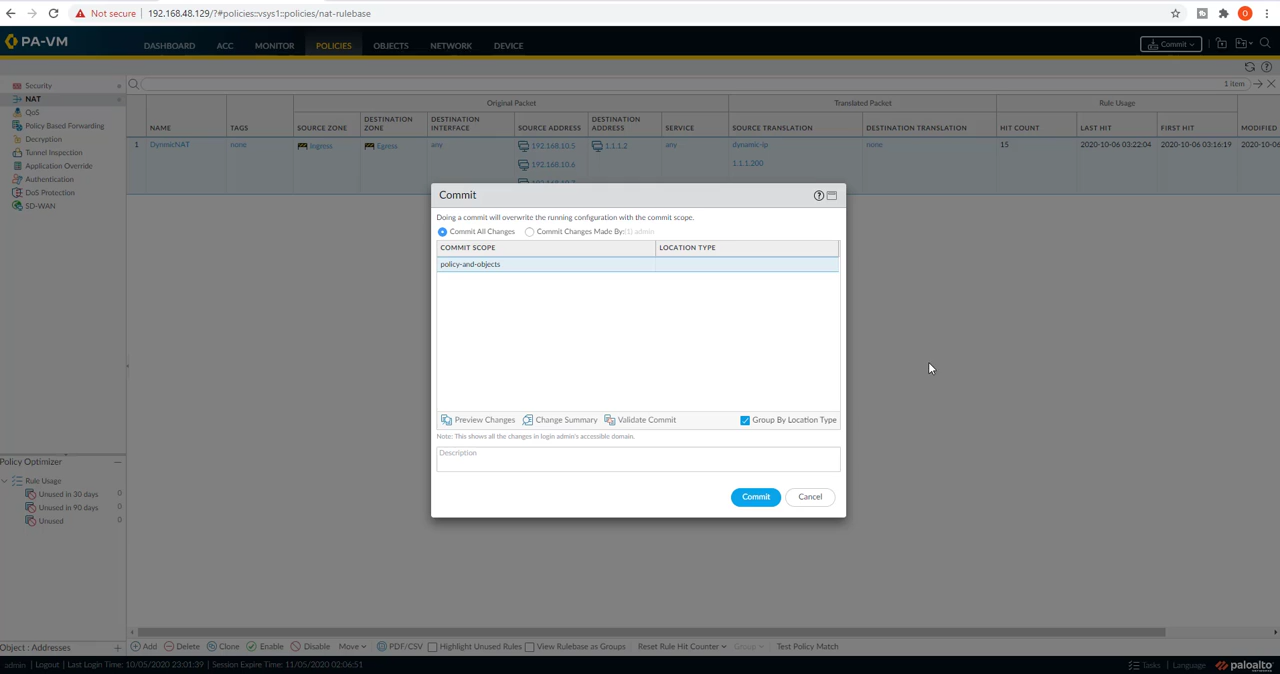 Not secure 192.168.48.129/?#policies::vsys1::policies/nat-rulebase
PA-VM
DASHBOARD ACC MONITOR POLICIES OBJECTS NETWORK DEVICE Commit
Security
NAT
QoS
Policy Based Forwarding
Decryption
Tunnel Inspection
Application Override
Authentication
DoS Protection
SD-WAN
1 item
Original Packet Translated Packet Rule Usage
NAME TAGS SOURCE ZONE DESTINATION ZONE DESTINATION INTERFACE SOURCE ADDRESS DESTINATION ADDRESS SERVICE SOURCE TRANSLATION DESTINATION TRANSLATION HIT COUNT LAST HIT FIRST HIT MODIFIED
1 DynmicNAT none Ingress Egress any 192.168.10.5 1.1.1.2 any dynamic-ip none 15 2020-10-06 03:22:04 2020-10-06 03:16:19 2020-10-06
192.168.10.6 1.1.1.200
Commit
Doing a commit will overwrite the running configuration with the commit scope.
Commit All Changes Commit Changes Made By:(1) admin
COMMIT SCOPE LOCATION TYPE
policy-and-objects
Preview Changes Change Summary Validate Commit Group By Location Type
Note: This shows all the changes in login admin's accessible domain.
Description
Commit Cancel
Policy Optimizer
Rule Usage
Unused in 30 days 0
Unused in 90 days 0
Unused 0
Object : Addresses
Add Delete Clone Enable Disable Move PDF/CSV Highlight Unused Rules View Rulebase as Groups Reset Rule Hit Counter Group Test Policy Match
admin | Logout | Last Login Time: 10/05/2020 23:01:39 | Session Expire Time: 11/05/2020 02:06:51 Tasks | Language paloalto